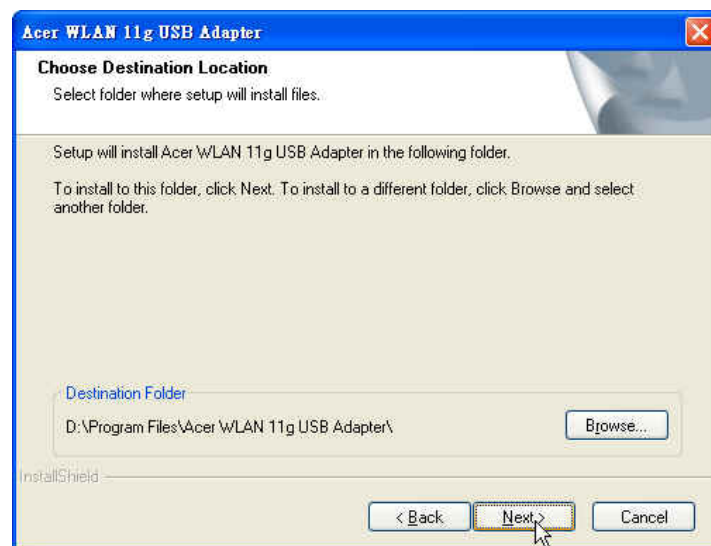 Acer WLAN 11g USB Adapter
Choose Destination Location
Select folder where setup will install files.
Setup will install Acer WLAN 11g USB Adapter in the following folder.
To install to this folder, click Next. To install to a different folder, click Browse and select
another folder.
Destination Folder
D:\Program Files\Acer WLAN 11g USB Adapter\
Browse...
InstallShield
< Back
Next >
Cancel